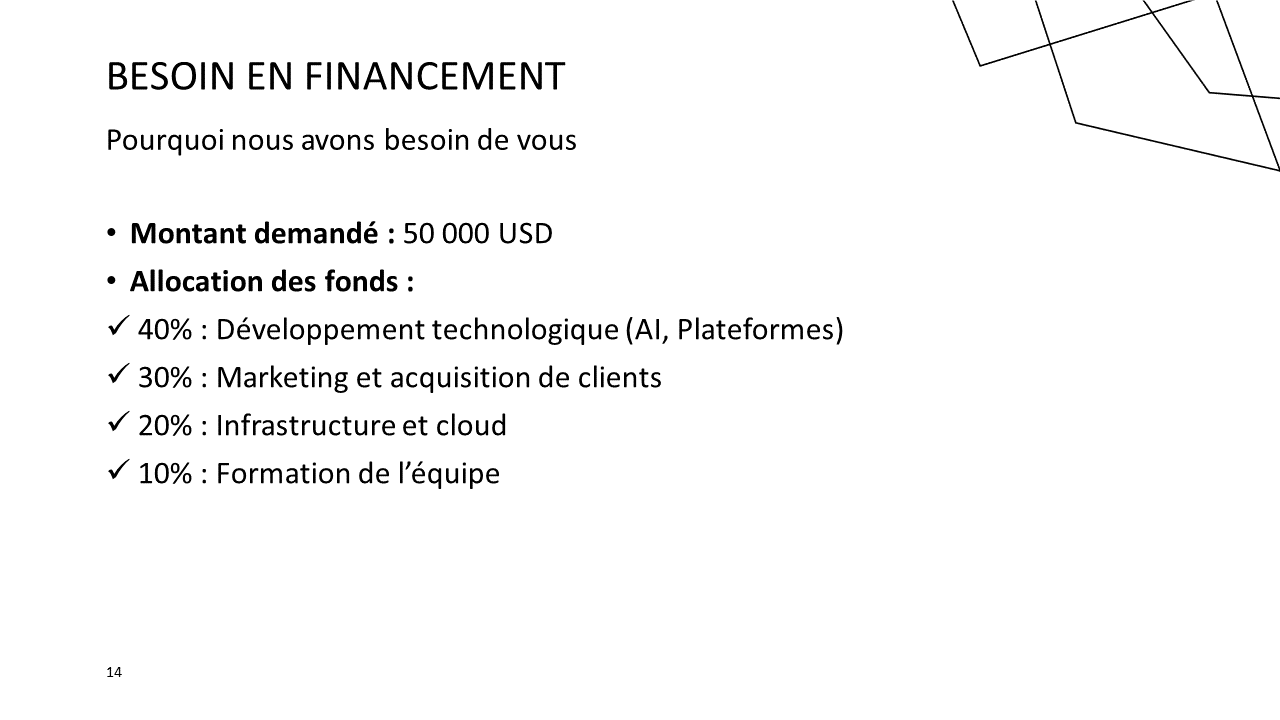 BESOIN EN FINANCEMENT
Pourquoi nous avons besoin de vous
• Montant demandé : 50 000 USD
• Allocation des fonds :
✓ 40% : Développement technologique (AI, Plateformes)
✓ 30% : Marketing et acquisition de clients
✓ 20% : Infrastructure et cloud
✓ 10% : Formation de l’équipe
14